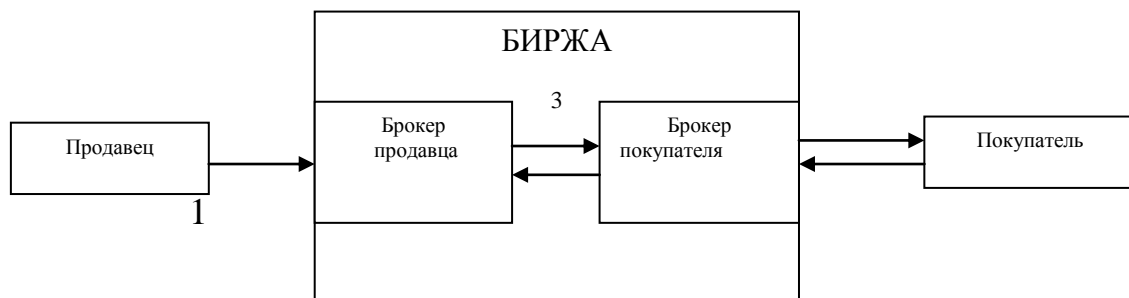 БИРЖА
3
Продавец
Брокер
продавца
Брокер
покупателя
Покупатель
1